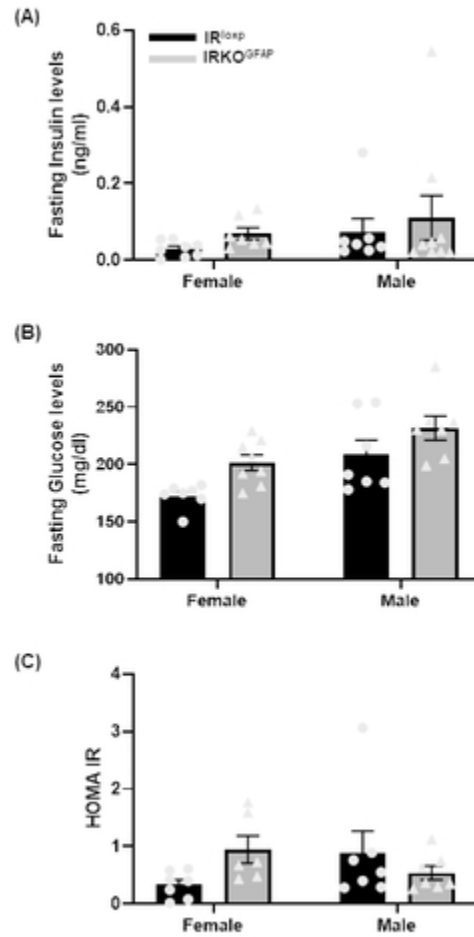 (A)
Fasting Insulin levels
(ng/ml)
0.6
0.4
0.2
0.0
IR^loxp
IRKO^GFAP
Female
Male
(B)
Fasting Glucose levels
(mg/dl)
300
250
200
150
100
Female
Male
(C)
HOMA IR
4
3
2
1
0
Female
Male